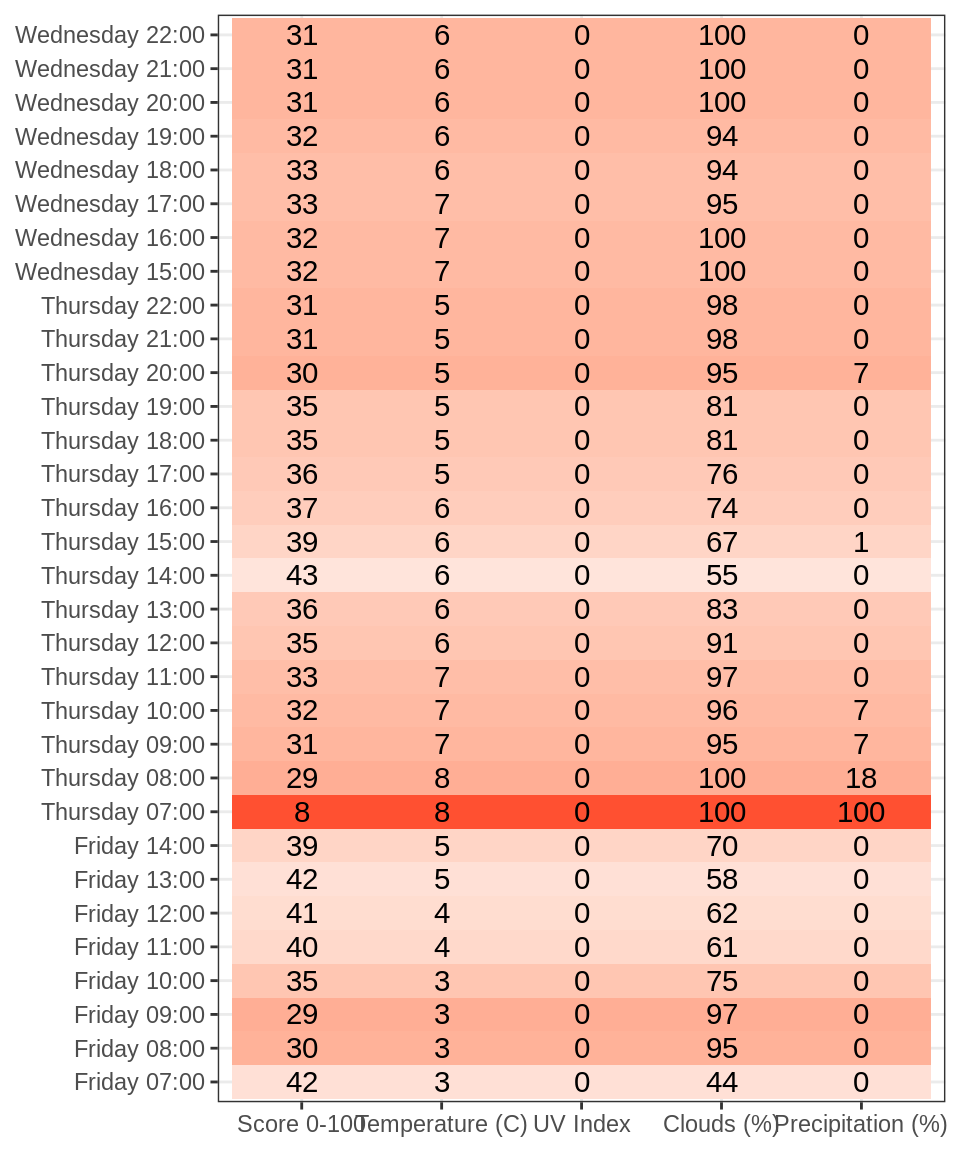 Wednesday 22:00 31 6 0 100 0
Wednesday 21:00 31 6 0 100 0
Wednesday 20:00 31 6 0 100 0
Wednesday 19:00 32 6 0 94 0
Wednesday 18:00 33 6 0 94 0
Wednesday 17:00 33 7 0 95 0
Wednesday 16:00 32 7 0 100 0
Wednesday 15:00 32 7 0 100 0
Thursday 22:00 31 5 0 98 0
Thursday 21:00 31 5 0 98 0
Thursday 20:00 30 5 0 95 7
Thursday 19:00 35 5 0 81 0
Thursday 18:00 35 5 0 81 0
Thursday 17:00 36 5 0 76 0
Thursday 16:00 37 6 0 74 0
Thursday 15:00 39 6 0 67 1
Thursday 14:00 43 6 0 55 0
Thursday 13:00 36 6 0 83 0
Thursday 12:00 35 6 0 91 0
Thursday 11:00 33 7 0 97 0
Thursday 10:00 32 7 0 96 7
Thursday 09:00 31 7 0 95 7
Thursday 08:00 29 8 0 100 18
Thursday 07:00 8 8 0 100 100
Friday 14:00 39 5 0 70 0
Friday 13:00 42 5 0 58 0
Friday 12:00 41 4 0 62 0
Friday 11:00 40 4 0 61 0
Friday 10:00 35 3 0 75 0
Friday 09:00 29 3 0 97 0
Friday 08:00 30 3 0 95 0
Friday 07:00 42 3 0 44 0
Score 0-100 Temperature (C) UV Index Clouds (%) Precipitation (%)